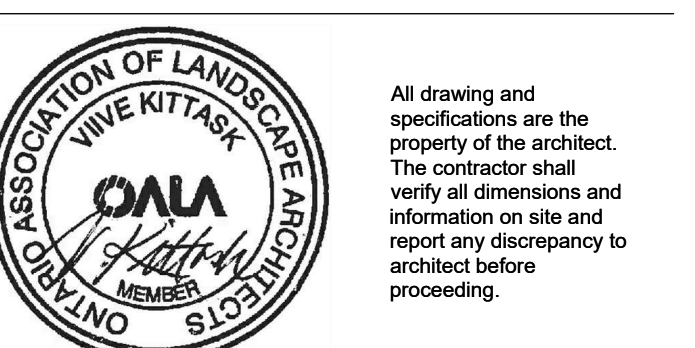 ONTARIO ASSOCIATION OF LANDSCAPE ARCHITECTS
VIIVE KITTASK
OALA
V Kittask
MEMBER
All drawing and
specifications are the
property of the architect.
The contractor shall
verify all dimensions and
information on site and
report any discrepancy to
architect before
proceeding.